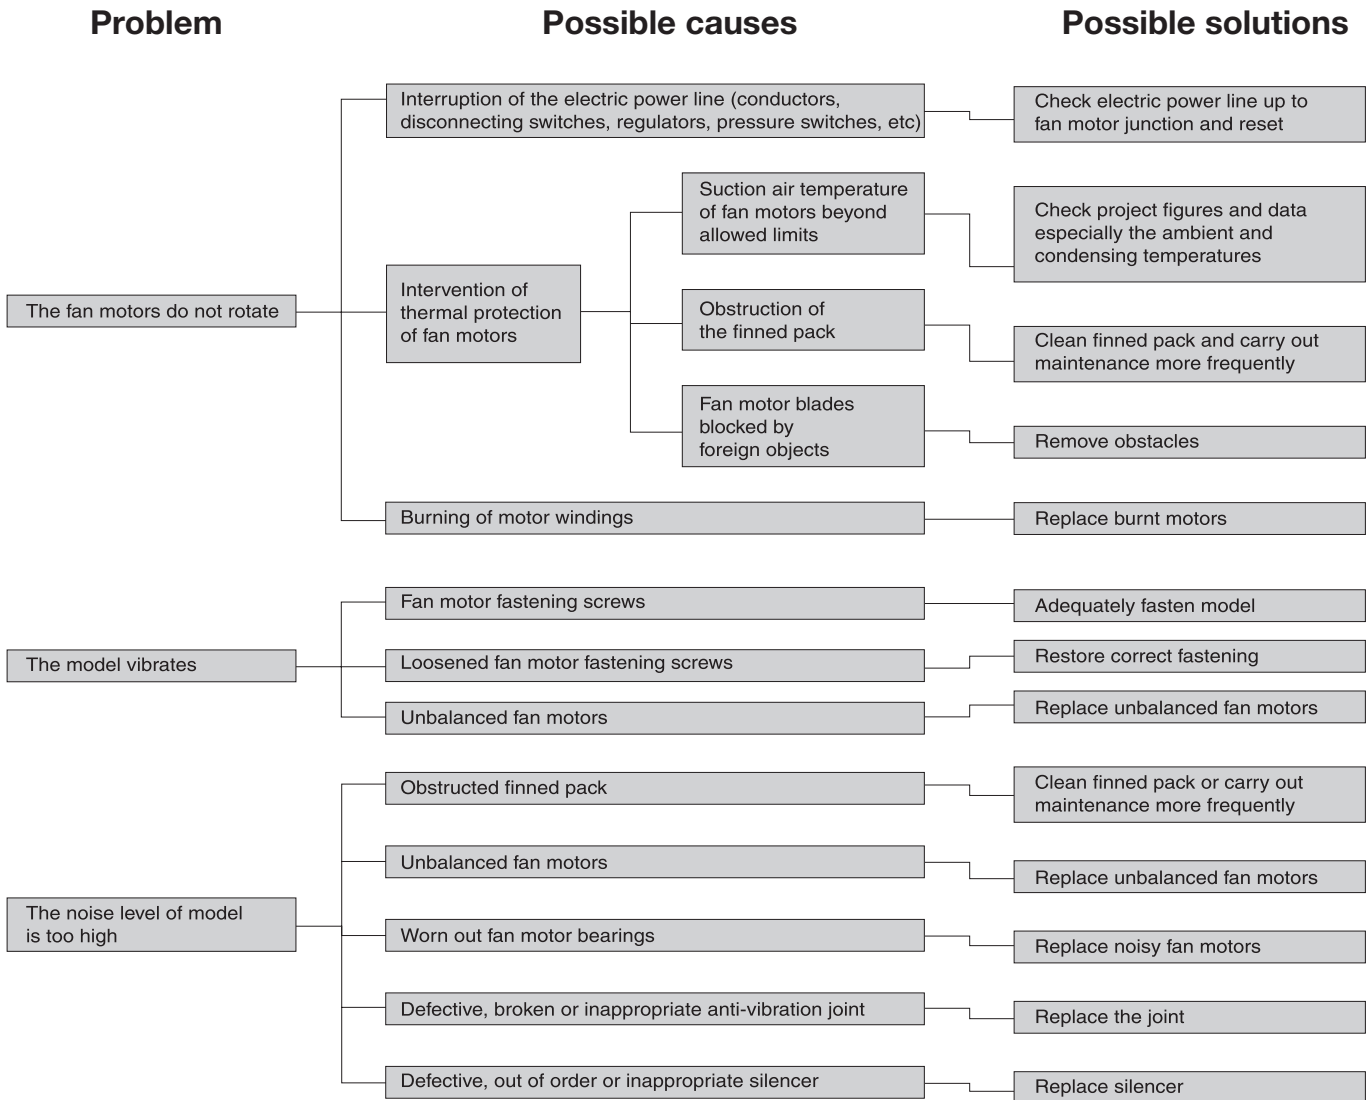 Problem
Possible causes
Possible solutions
Interruption of the electric power line (conductors,
disconnecting switches, regulators, pressure switches, etc)
Check electric power line up to
fan motor junction and reset
The fan motors do not rotate
Intervention of
thermal protection
of fan motors
Suction air temperature
of fan motors beyond
allowed limits
Check project figures and data
especially the ambient and
condensing temperatures
Obstruction of
the finned pack
Clean finned pack and carry out
maintenance more frequently
Fan motor blades
blocked by
foreign objects
Remove obstacles
Burning of motor windings
Replace burnt motors
The model vibrates
Fan motor fastening screws
Adequately fasten model
Loosened fan motor fastening screws
Restore correct fastening
Unbalanced fan motors
Replace unbalanced fan motors
The noise level of model
is too high
Obstructed finned pack
Clean finned pack or carry out
maintenance more frequently
Unbalanced fan motors
Replace unbalanced fan motors
Worn out fan motor bearings
Replace noisy fan motors
Defective, broken or inappropriate anti-vibration joint
Replace the joint
Defective, out of order or inappropriate silencer
Replace silencer